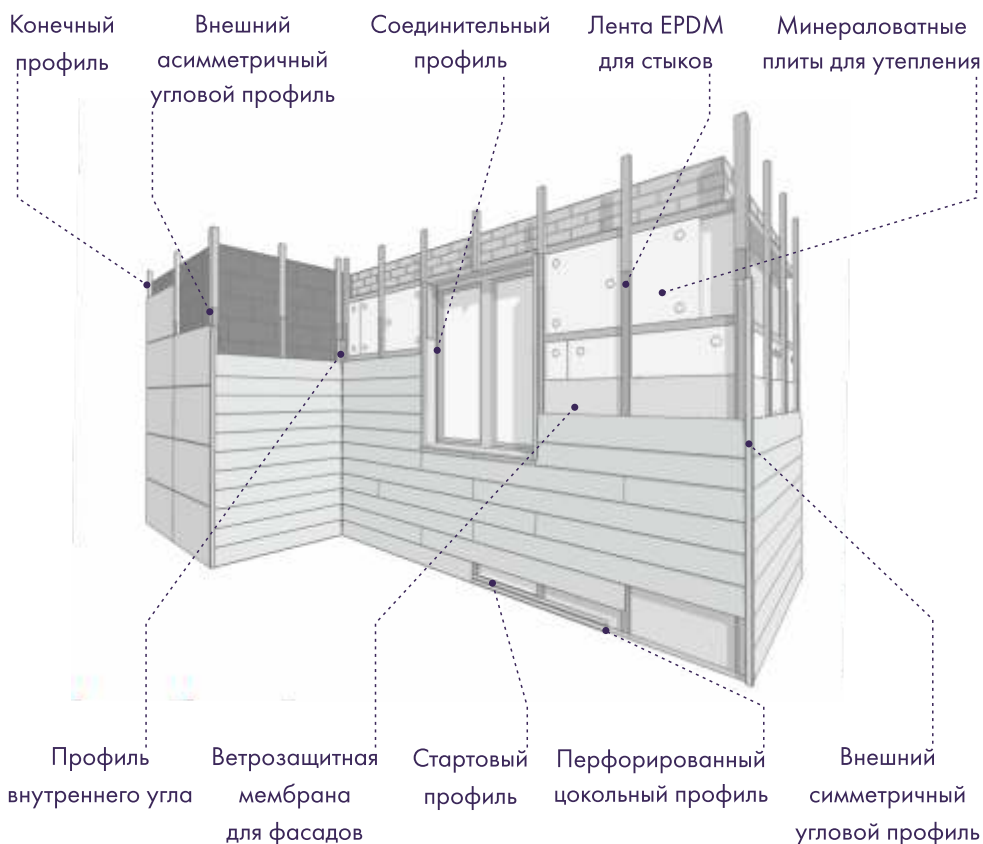 Конечный
профиль
Внешний
асимметричный
угловой профиль
Соединительный
профиль
Лента EPDM
для стыков
Минераловатные
плиты для утепления
Профиль
внутреннего угла
Ветрозащитная
мембрана
для фасадов
Стартовый
профиль
Перфорированный
цокольный профиль
Внешний
симметричный
угловой профиль